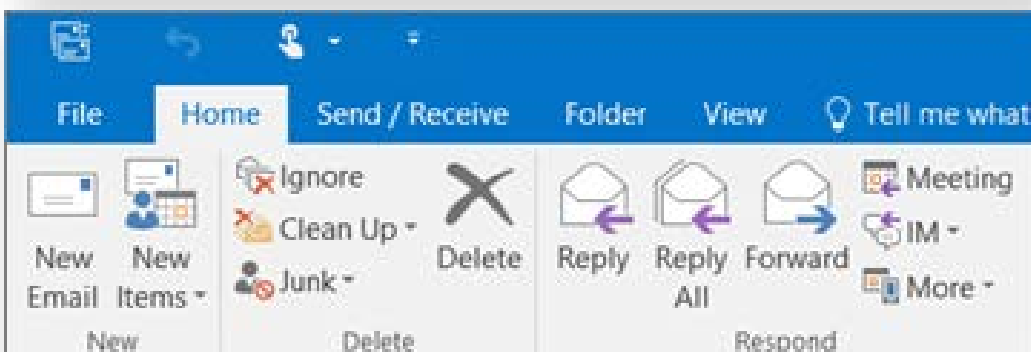 File Home Send / Receive Folder View Tell me what
New Email
New Items
Ignore
Clean Up
Junk
Delete
Reply
Reply All
Forward
Meeting
IM
More
New Delete Respond